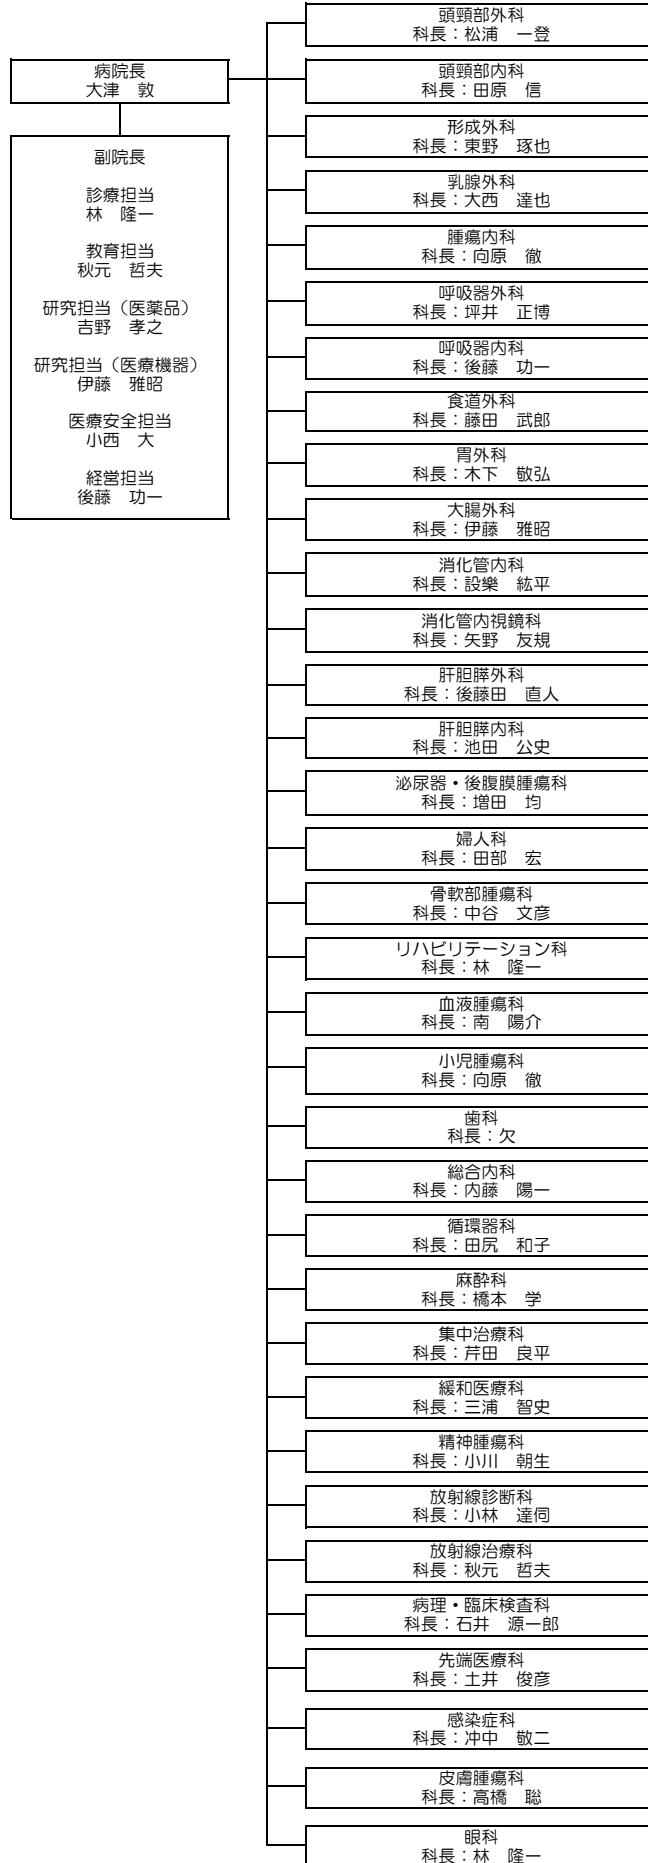 病院長
大津　敦
副院長
診療担当
林　隆一
教育担当
秋元　哲夫
研究担当（医薬品）
吉野　孝之
研究担当（医療機器）
伊藤　雅昭
医療安全担当
小西　大
経営担当
後藤　功一
頭頸部外科
科長：松浦　一登
頭頸部内科
科長：田原　信
形成外科
科長：東野　琢也
乳腺外科
科長：大西　達也
腫瘍内科
科長：向原　徹
呼吸器外科
科長：坪井　正博
呼吸器内科
科長：後藤　功一
食道外科
科長：藤田　武郎
胃外科
科長：木下　敬弘
大腸外科
科長：伊藤　雅昭
消化管内科
科長：設樂　紘平
消化管内視鏡科
科長：矢野　友規
肝胆膵外科
科長：後藤田　直人
肝胆膵内科
科長：池田　公史
泌尿器・後腹膜腫瘍科
科長：増田　均
婦人科
科長：田部　宏
骨軟部腫瘍科
科長：中谷　文彦
リハビリテーション科
科長：林　隆一
血液腫瘍科
科長：南　陽介
小児腫瘍科
科長：向原　徹
歯科
科長：欠
総合内科
科長：内藤　陽一
循環器科
科長：田尻　和子
麻酔科
科長：橋本　学
集中治療科
科長：芹田　良平
緩和医療科
科長：三浦　智史
精神腫瘍科
科長：小川　朝生
放射線診断科
科長：小林　達伺
放射線治療科
科長：秋元　哲夫
病理・臨床検査科
科長：石井　源一郎
先端医療科
科長：土井　俊彦
感染症科
科長：冲中　敬二
皮膚腫瘍科
科長：高橋　聡
眼科
科長：林　隆一